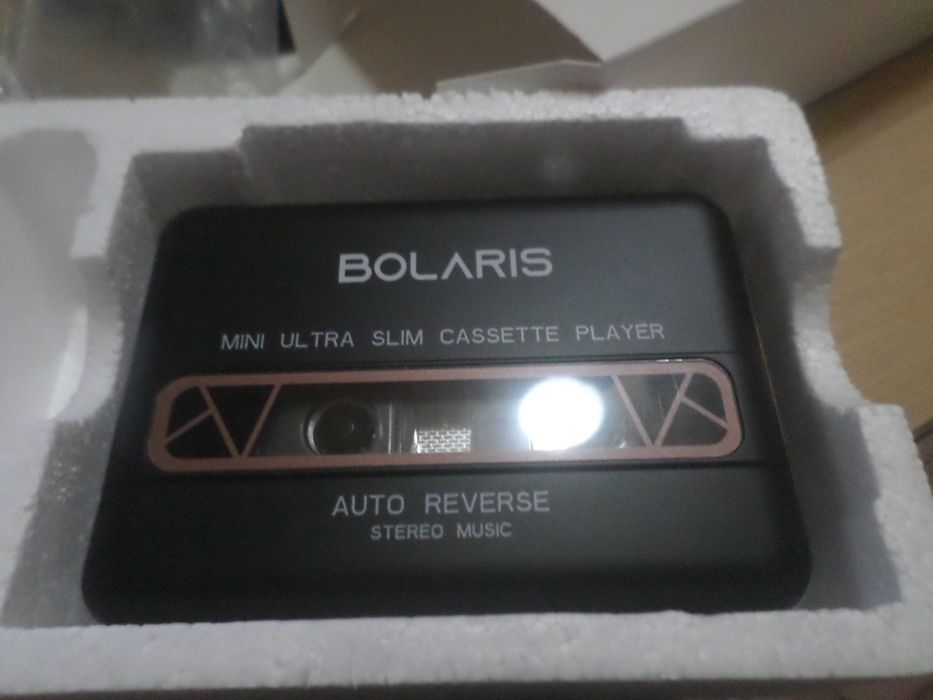 BOLARIS
MINI ULTRA SLIM CASSETTE PLAYER
AUTO REVERSE
STEREO MUSIC